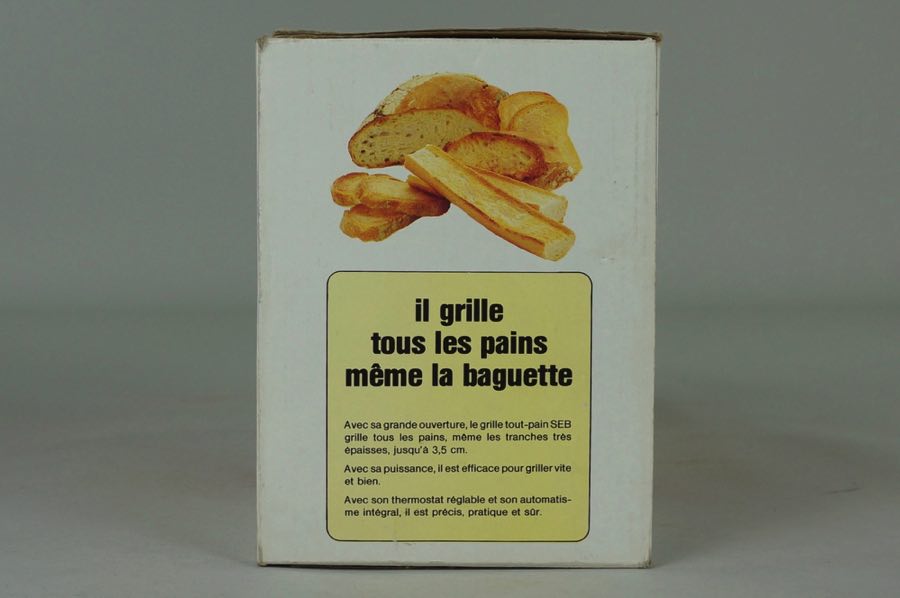 il grille
tous les pains
même la baguette
Avec sa grande ouverture, le grille tout-pain SEB
grille tous les pains, même les tranches très
épaisses, jusqu'à 3,5 cm.
Avec sa puissance, il est efficace pour griller vite
et bien.
Avec son thermostat réglable et son automatis-
me intégral, il est précis, pratique et sûr.